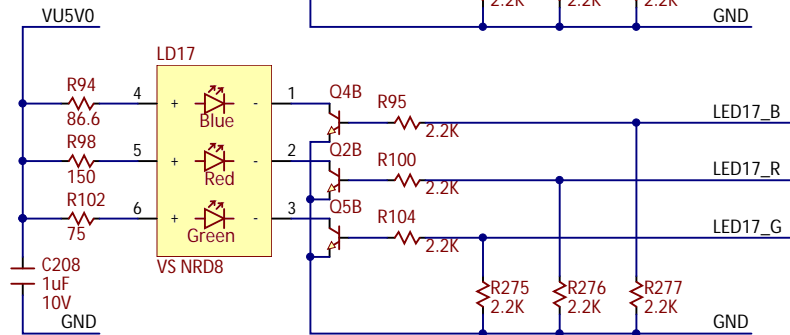 2.2K 2.2K 2.2K
VU5V0 GND
LD17
R94 4 + - 1 Q4B R95
86.6 Blue 2.2K LED17_B
R98 5 + - 2 Q2B R100
150 Red 2.2K LED17_R
R102 6 + - 3 Q5B R104
75 Green 2.2K LED17_G
VS NRD8
C208 R275 R276 R277
1uF 2.2K 2.2K 2.2K
10V
GND GND